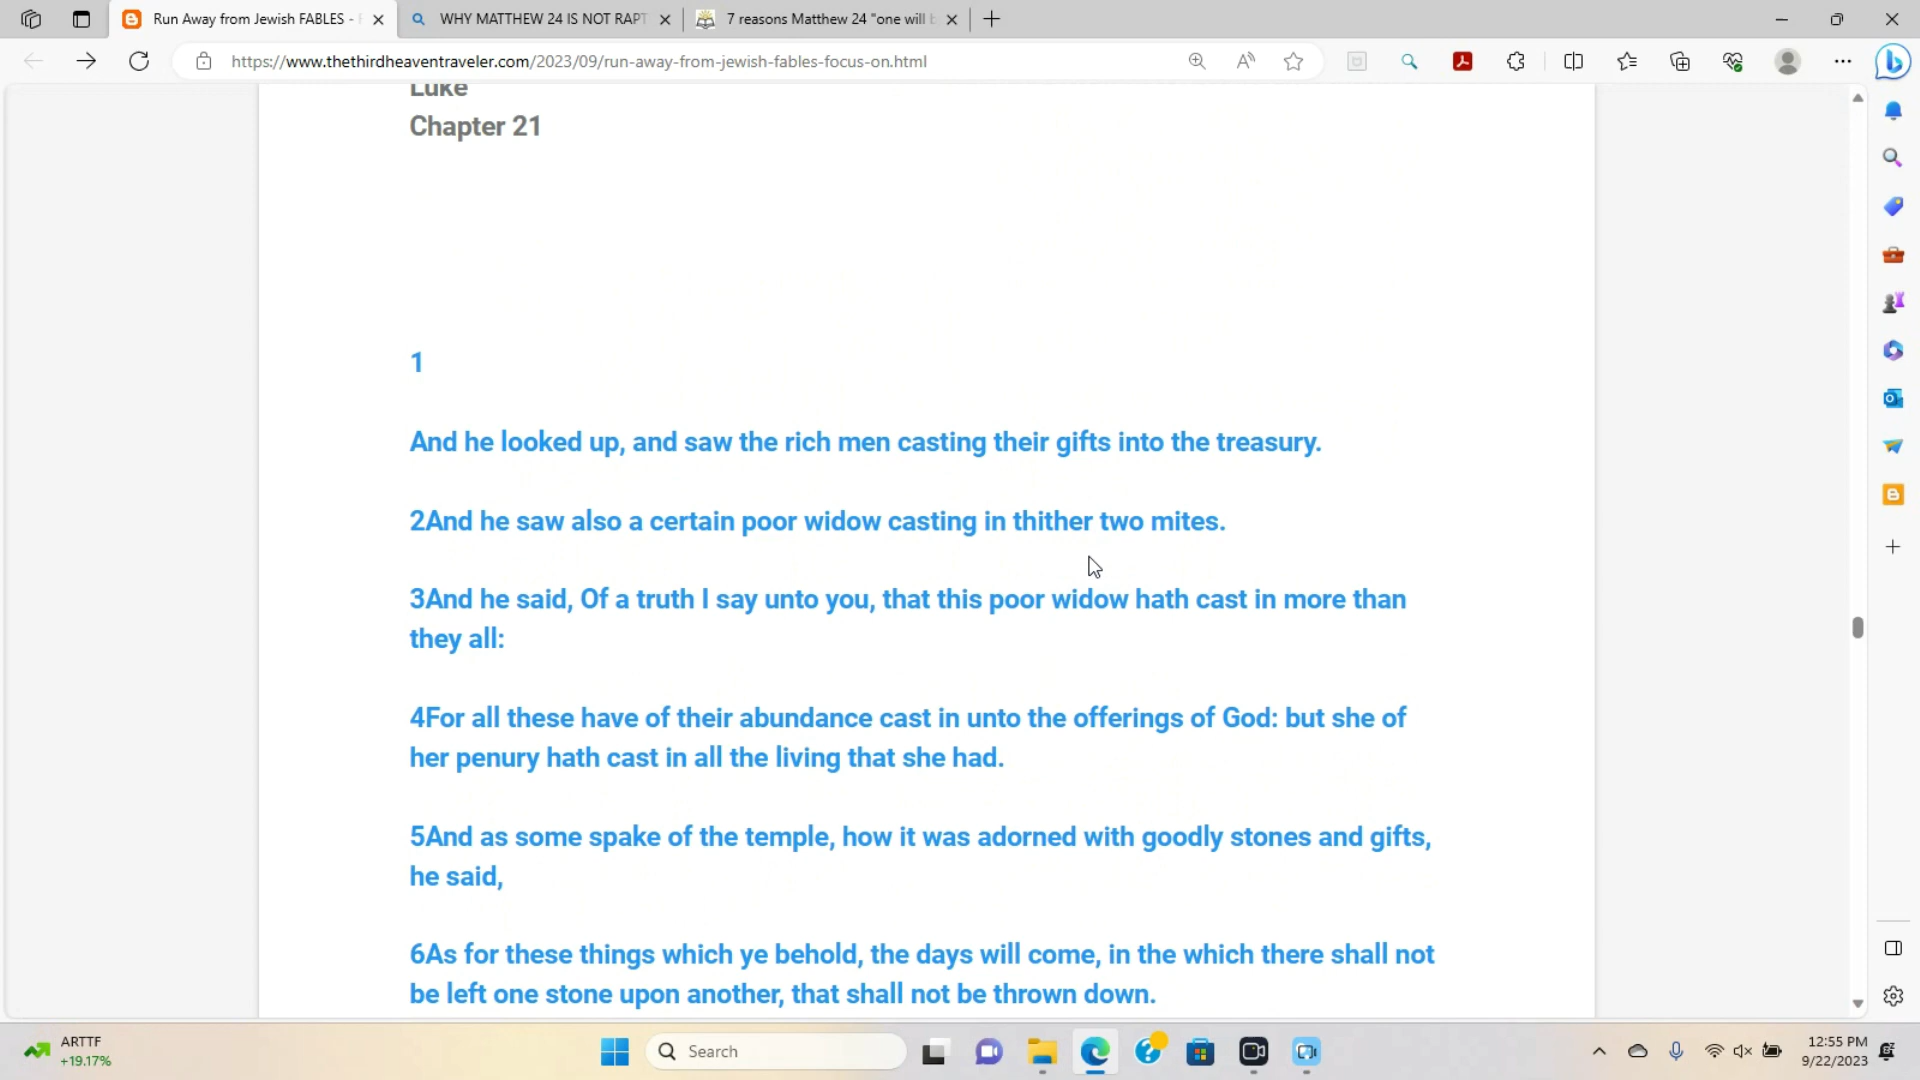 Run Away from Jewish FABLES -
WHY MATTHEW 24 IS NOT RAPT
7 reasons Matthew 24 "one will
https://www.thethirdheaventraveler.com/2023/09/run-away-from-jewish-fables-focus-on.html
Luke
Chapter 21
1
And he looked up, and saw the rich men casting their gifts into the treasury.
2And he saw also a certain poor widow casting in thither two mites.
3And he said, Of a truth I say unto you, that this poor widow hath cast in more than
they all:
4For all these have of their abundance cast in unto the offerings of God: but she of
her penury hath cast in all the living that she had.
5And as some spake of the temple, how it was adorned with goodly stones and gifts,
he said,
6As for these things which ye behold, the days will come, in the which there shall not
be left one stone upon another, that shall not be thrown down.
ARTTF
+19.17%
Search
12:55 PM
9/22/2023